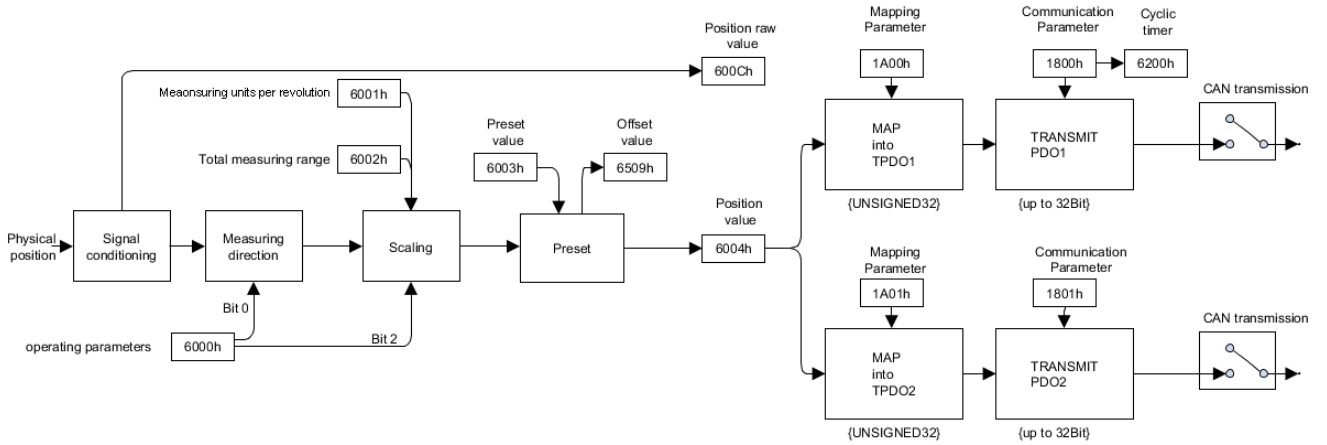 Position raw
value
600Ch
Meaonsuring units per revolution
6001h
Total measuring range
6002h
Preset
value
6003h
Offset
value
6509h
Physical
position
Signal
conditioning
Measuring
direction
Scaling
Preset
Position
value
6004h
Bit 0
Bit 2
operating parameters
6000h
Mapping
Parameter
1A00h
Communication
Parameter
1800h
Cyclic
timer
6200h
CAN transmission
MAP
into
TPDO1
TRANSMIT
PDO1
{UNSIGNED32}
{up to 32Bit}
Mapping
Parameter
1A01h
Communication
Parameter
1801h
CAN transmission
MAP
into
TPDO2
TRANSMIT
PDO2
{UNSIGNED32}
{up to 32Bit}